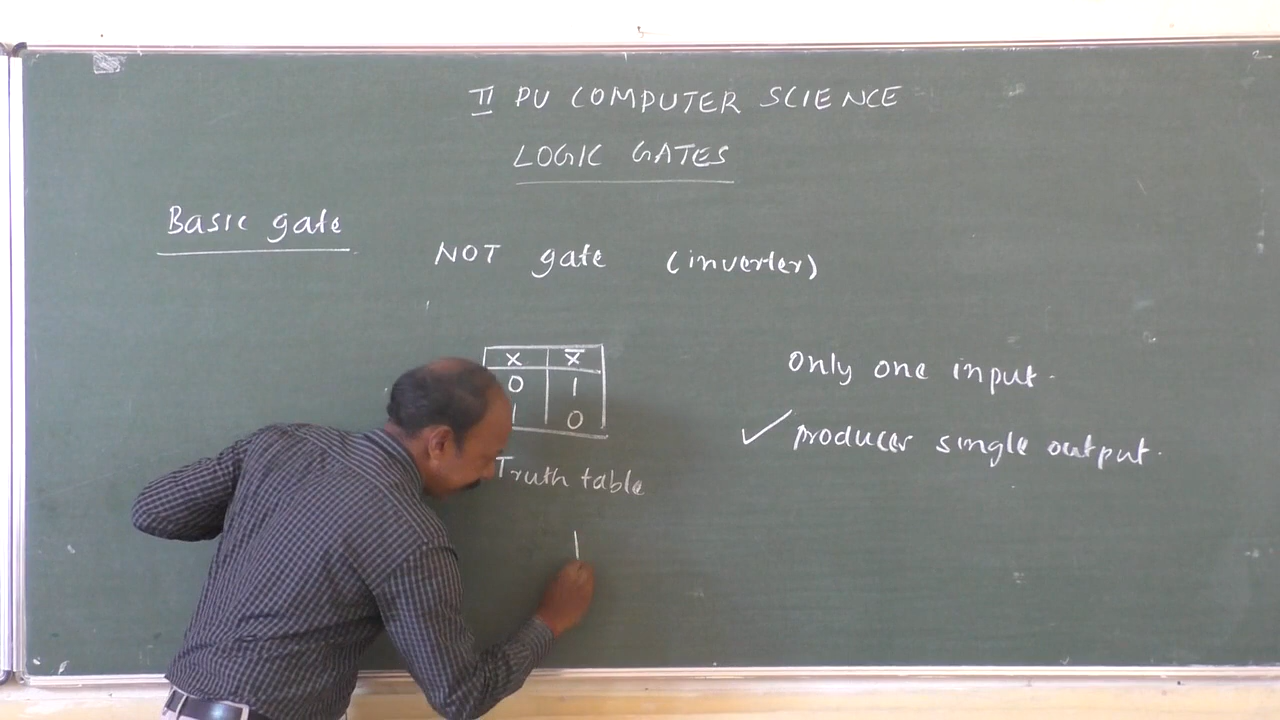 II PU COMPUTER SCIENCE
LOGIC GATES
Basic gate
NOT gate (inverter)
X X̅
0 1
1 0
Truth table
Only one input.
✓ producer single output.